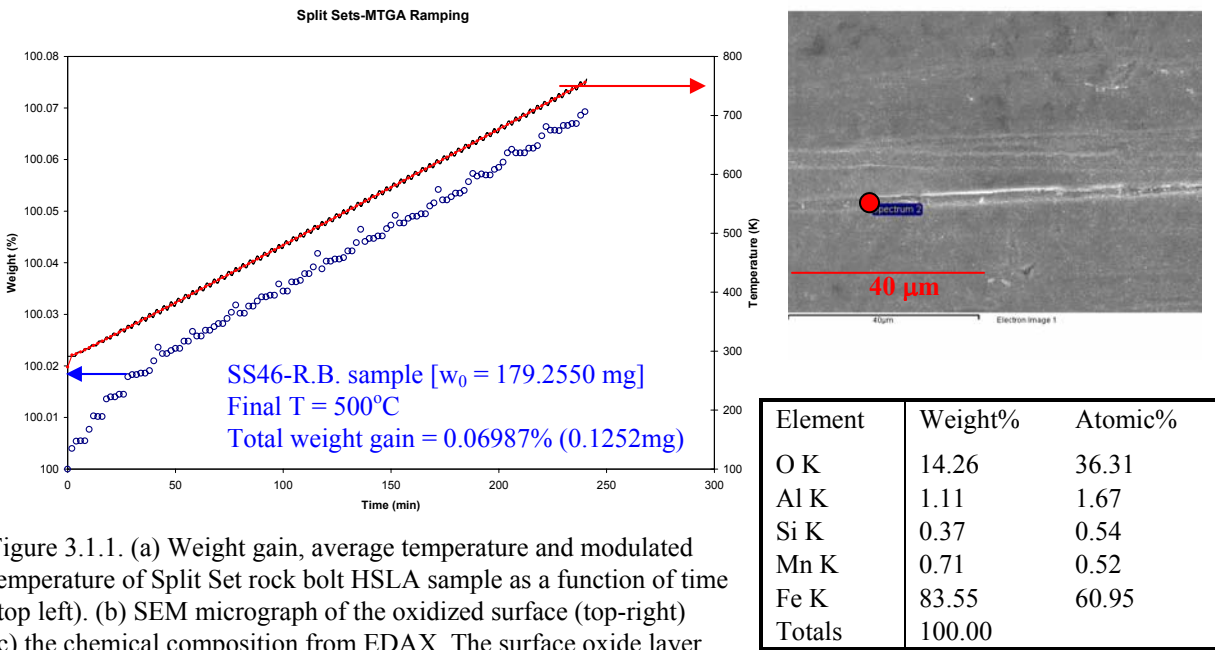 Split Sets-MTGA Ramping
100.08
100.07
100.06
100.05
100.04
100.03
100.02
100.01
100
Weight (%)
800
700
600
500
400
300
200
100
Temperature (K)
0
50
100
150
200
250
300
Time (min)
SS46-R.B. sample [w0 = 179.2550 mg]
Final T = 500°C
Total weight gain = 0.06987% (0.1252mg)
Spectrum 2
40 μm
40µm
Electron Image 1
Element Weight% Atomic%
O K 14.26 36.31
Al K 1.11 1.67
Si K 0.37 0.54
Mn K 0.71 0.52
Fe K 83.55 60.95
Totals 100.00
igure 3.1.1. (a) Weight gain, average temperature and modulated
emperature of Split Set rock bolt HSLA sample as a function of time
top left). (b) SEM micrograph of the oxidized surface (top-right)
c) the chemical composition from EDAX. The surface oxide layer